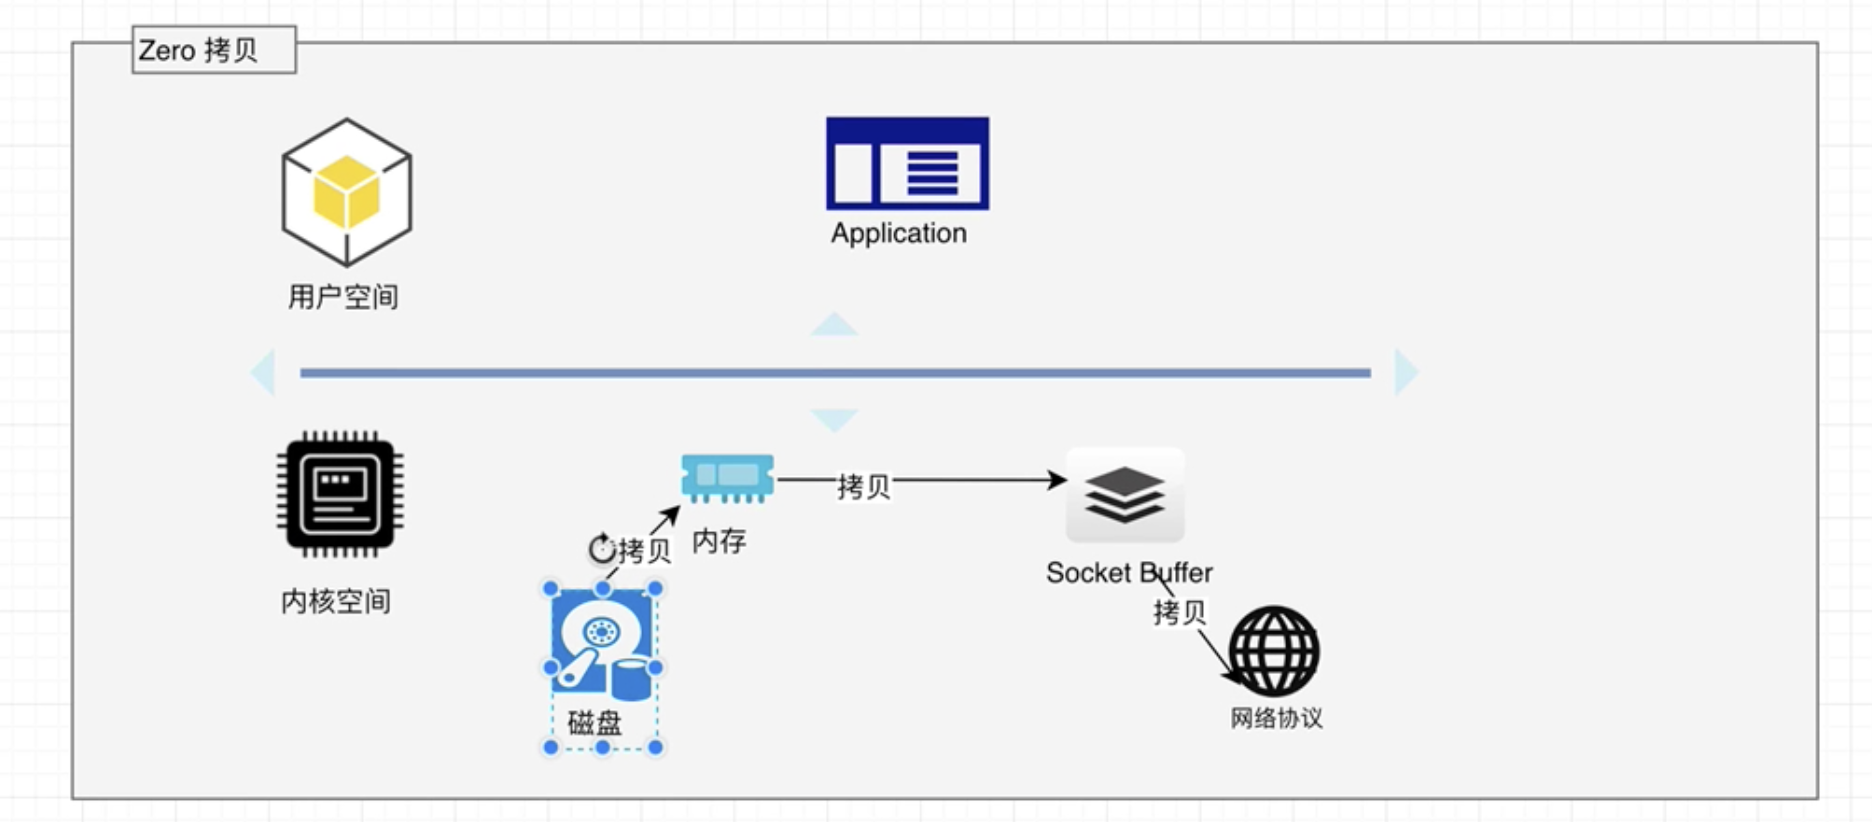 Zero 拷贝
Application
用户空间
拷贝
拷贝
内存
Socket Buffer
内核空间
拷贝
磁盘
网络协议